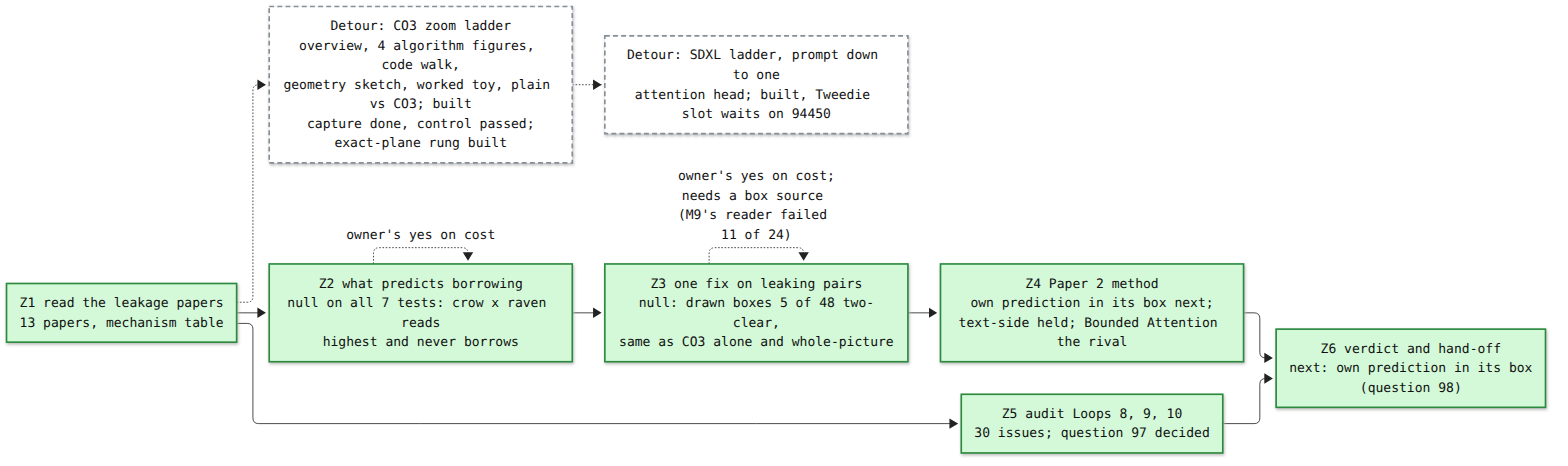 Detour: CO3 zoom ladder
overview, 4 algorithm figures,
code walk,
geometry sketch, worked toy, plain
vs CO3; built
capture done, control passed;
exact-plane rung built
Detour: SDXL ladder, prompt down
to one
attention head; built, Tweedie
slot waits on 94450
owner's yes on cost
owner's yes on cost;
needs a box source
(M9's reader failed
11 of 24)
Z1 read the leakage papers
13 papers, mechanism table
Z2 what predicts borrowing
null on all 7 tests: crow x raven
reads
highest and never borrows
Z3 one fix on leaking pairs
null: drawn boxes 5 of 48 two-
clear,
same as CO3 alone and whole-picture
Z4 Paper 2 method
own prediction in its box next;
text-side held; Bounded Attention
the rival
Z5 audit Loops 8, 9, 10
30 issues; question 97 decided
Z6 verdict and hand-off
next: own prediction in its box
(question 98)